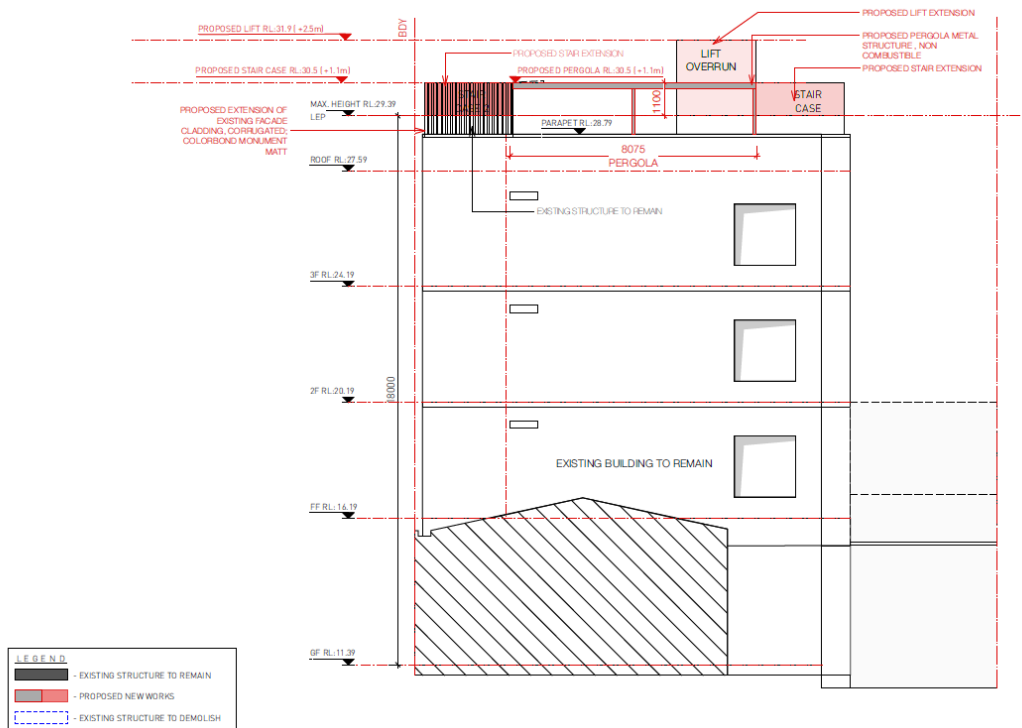 PROPOSED LIFT EXTENSION
BDY
PROPOSED LIFT RL:31.9 ( +2.5m)
PROPOSED PERGOLA METAL
STRUCTURE , NON
COMBUSTIBLE
LIFT
OVERRUN
PROPOSED STAIR EXTENSION
PROPOSED STAIR EXTENSION
PROPOSED STAIR CASE RL:30.5 (+1.1m)
PROPOSED PERGOLA RL:30.5 (+1.1m)
STAIR
CASE 2
STAIR
CASE
1100
MAX. HEIGHT RL:29.39
LEP
PROPOSED EXTENSION OF
EXISTING FACADE
CLADDING, CORRUGATED;
COLORBOND MONUMENT
MATT
PARAPET RL:28.79
8075
PERGOLA
ROOF RL:27.59
EXISTING STRUCTURE TO REMAIN
3F RL:24.19
2F RL:20.19
18000
EXISTING BUILDING TO REMAIN
FF RL:16.19
GF RL:11.39
LEGEND
- EXISTING STRUCTURE TO REMAIN
- PROPOSED NEW WORKS
- EXISTING STRUCTURE TO DEMOLISH